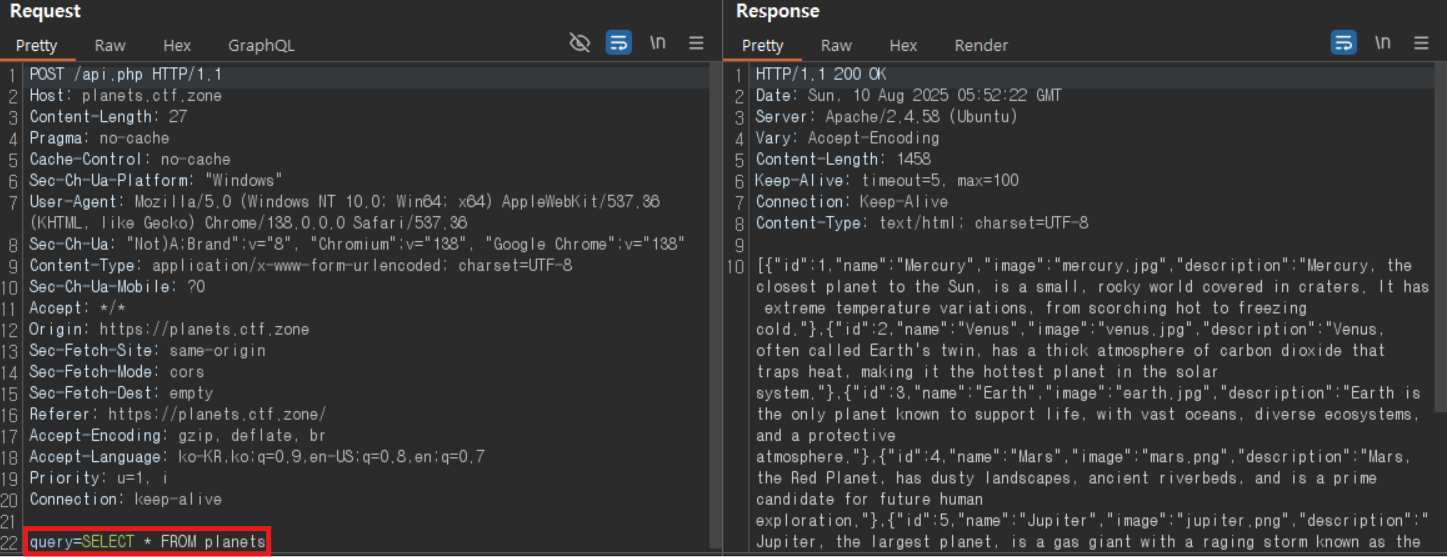 Request
Pretty Raw Hex GraphQL \n
1 POST /api.php HTTP/1.1
2 Host: planets.ctf.zone
3 Content-Length: 27
4 Pragma: no-cache
5 Cache-Control: no-cache
6 Sec-Ch-Ua-Platform: "Windows"
7 User-Agent: Mozilla/5.0 (Windows NT 10.0; Win64; x64) AppleWebKit/537.36
(KHTML, like Gecko) Chrome/138.0.0.0 Safari/537.36
8 Sec-Ch-Ua: "Not)A;Brand";v="8", "Chromium";v="138", "Google Chrome";v="138"
9 Content-Type: application/x-www-form-urlencoded; charset=UTF-8
10 Sec-Ch-Ua-Mobile: ?0
11 Accept: */*
12 Origin: https://planets.ctf.zone
13 Sec-Fetch-Site: same-origin
14 Sec-Fetch-Mode: cors
15 Sec-Fetch-Dest: empty
16 Referer: https://planets.ctf.zone/
17 Accept-Encoding: gzip, deflate, br
18 Accept-Language: ko-KR,ko;q=0.9,en-US;q=0.8,en;q=0.7
19 Priority: u=1, i
20 Connection: keep-alive
21
22 query=SELECT * FROM planets
Response
Pretty Raw Hex Render \n
1 HTTP/1.1 200 OK
2 Date: Sun, 10 Aug 2025 05:52:22 GMT
3 Server: Apache/2.4.58 (Ubuntu)
4 Vary: Accept-Encoding
5 Content-Length: 1458
6 Keep-Alive: timeout=5, max=100
7 Connection: Keep-Alive
8 Content-Type: text/html; charset=UTF-8
9
10 [{"id":1,"name":"Mercury","image":"mercury.jpg","description":"Mercury, the
closest planet to the Sun, is a small, rocky world covered in craters. It has
extreme temperature variations, from scorching hot to freezing
cold."},{"id":2,"name":"Venus","image":"venus.jpg","description":"Venus,
often called Earth's twin, has a thick atmosphere of carbon dioxide that
traps heat, making it the hottest planet in the solar
system."},{"id":3,"name":"Earth","image":"earth.jpg","description":"Earth is
the only planet known to support life, with vast oceans, diverse ecosystems,
and a protective
atmosphere."},{"id":4,"name":"Mars","image":"mars.png","description":"Mars,
the Red Planet, has dusty landscapes, ancient riverbeds, and is a prime
candidate for future human
exploration."},{"id":5,"name":"Jupiter","image":"jupiter.png","description":"
Jupiter, the largest planet, is a gas giant with a raging storm known as the